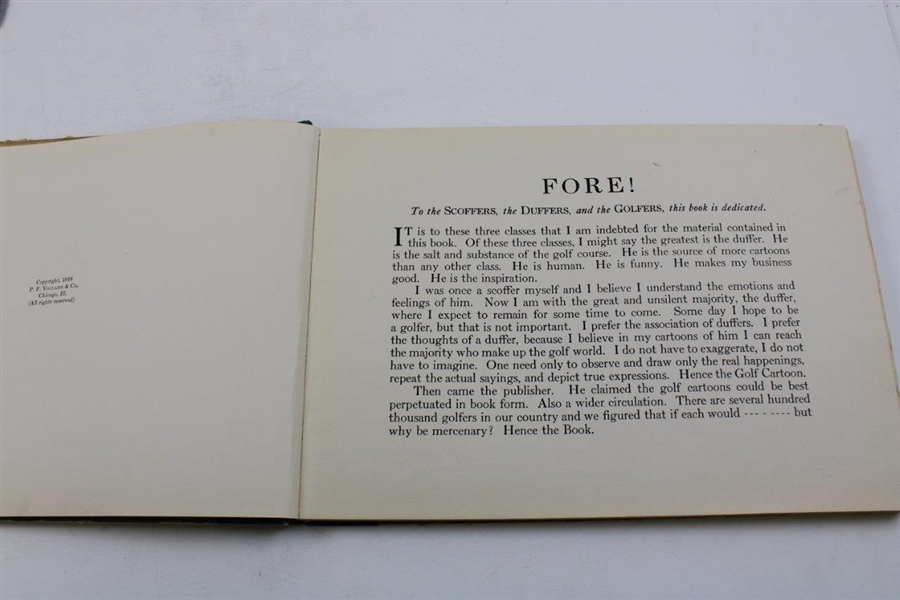 Copyright,
P. F. VOLLAND & Co.
Chicago, Ill.
(All rights reserved)
FORE!
To the SCOFFERS, the DUFFERS, and the GOLFERS, this book is dedicated.
IT is to these three classes that I am indebted for the material contained in
this book. Of these three classes, I might say the greatest is the duffer. He
is the salt and substance of the golf course. He is the source of more cartoons
than any other class. He is human. He is funny. He makes my business
good. He is the inspiration.
I was once a scoffer myself and I believe I understand the emotions and
feelings of him. Now I am with the great and unsilent majority, the duffer,
where I expect to remain for some time to come. Some day I hope to be
a golfer, but that is not important. I prefer the association of duffers. I prefer
the thoughts of a duffer, because I believe in my cartoons of him I can reach
the majority who make up the golf world. I do not have to exaggerate, I do not
have to imagine. One need only to observe and draw only the real happenings,
repeat the actual sayings, and depict true expressions. Hence the Golf Cartoon.
Then came the publisher. He claimed the golf cartoons could be best
perpetuated in book form. Also a wider circulation. There are several hundred
thousand golfers in our country and we figured that if each would --- - ---- but
why be mercenary? Hence the Book.